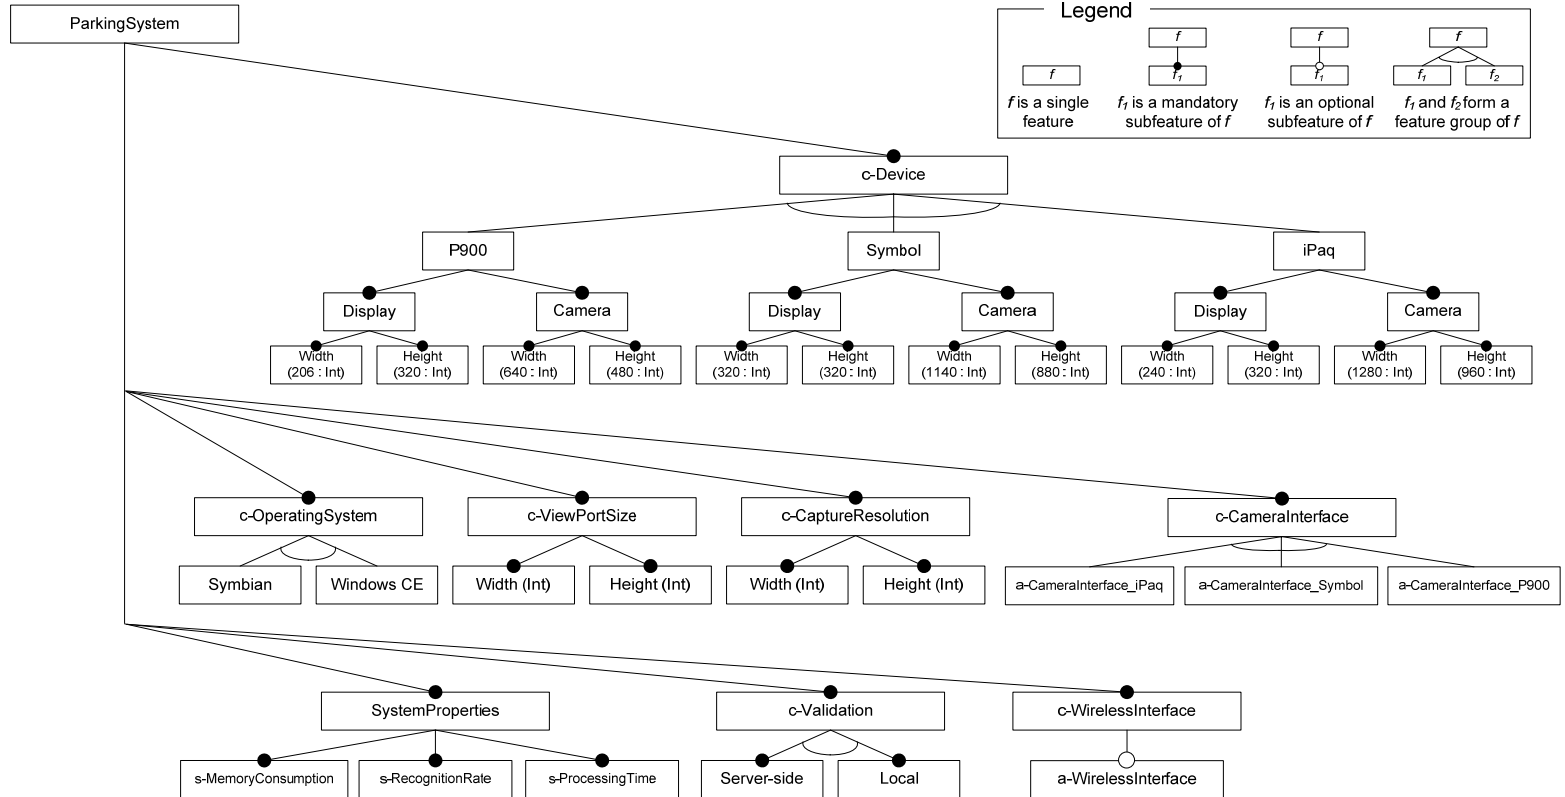 ParkingSystem
Legend
f
f
f
f
f1
f1
f1
f2
f is a single
feature
f1 is a mandatory
subfeature of f
f1 is an optional
subfeature of f
f1 and f2 form a
feature group of f
c-Device
P900
Symbol
iPaq
Display
Camera
Display
Camera
Display
Camera
Width
(206 : Int)
Height
(320 : Int)
Width
(640 : Int)
Height
(480 : Int)
Width
(320 : Int)
Height
(320 : Int)
Width
(1140 : Int)
Height
(880 : Int)
Width
(240 : Int)
Height
(320 : Int)
Width
(1280 : Int)
Height
(960 : Int)
c-OperatingSystem
c-ViewPortSize
c-CaptureResolution
c-CameraInterface
Symbian
Windows CE
Width (Int)
Height (Int)
Width (Int)
Height (Int)
a-CameraInterface_iPaq
a-CameraInterface_Symbol
a-CameraInterface_P900
SystemProperties
c-Validation
c-WirelessInterface
s-MemoryConsumption
s-RecognitionRate
s-ProcessingTime
Server-side
Local
a-WirelessInterface